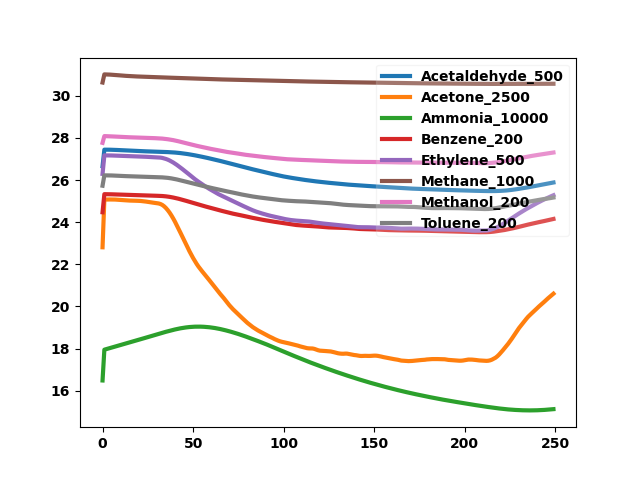 Acetaldehyde_500
Acetone_2500
Ammonia_10000
Benzene_200
Ethylene_500
Methane_1000
Methanol_200
Toluene_200
30
28
26
24
22
20
18
16
0 50 100 150 200 250